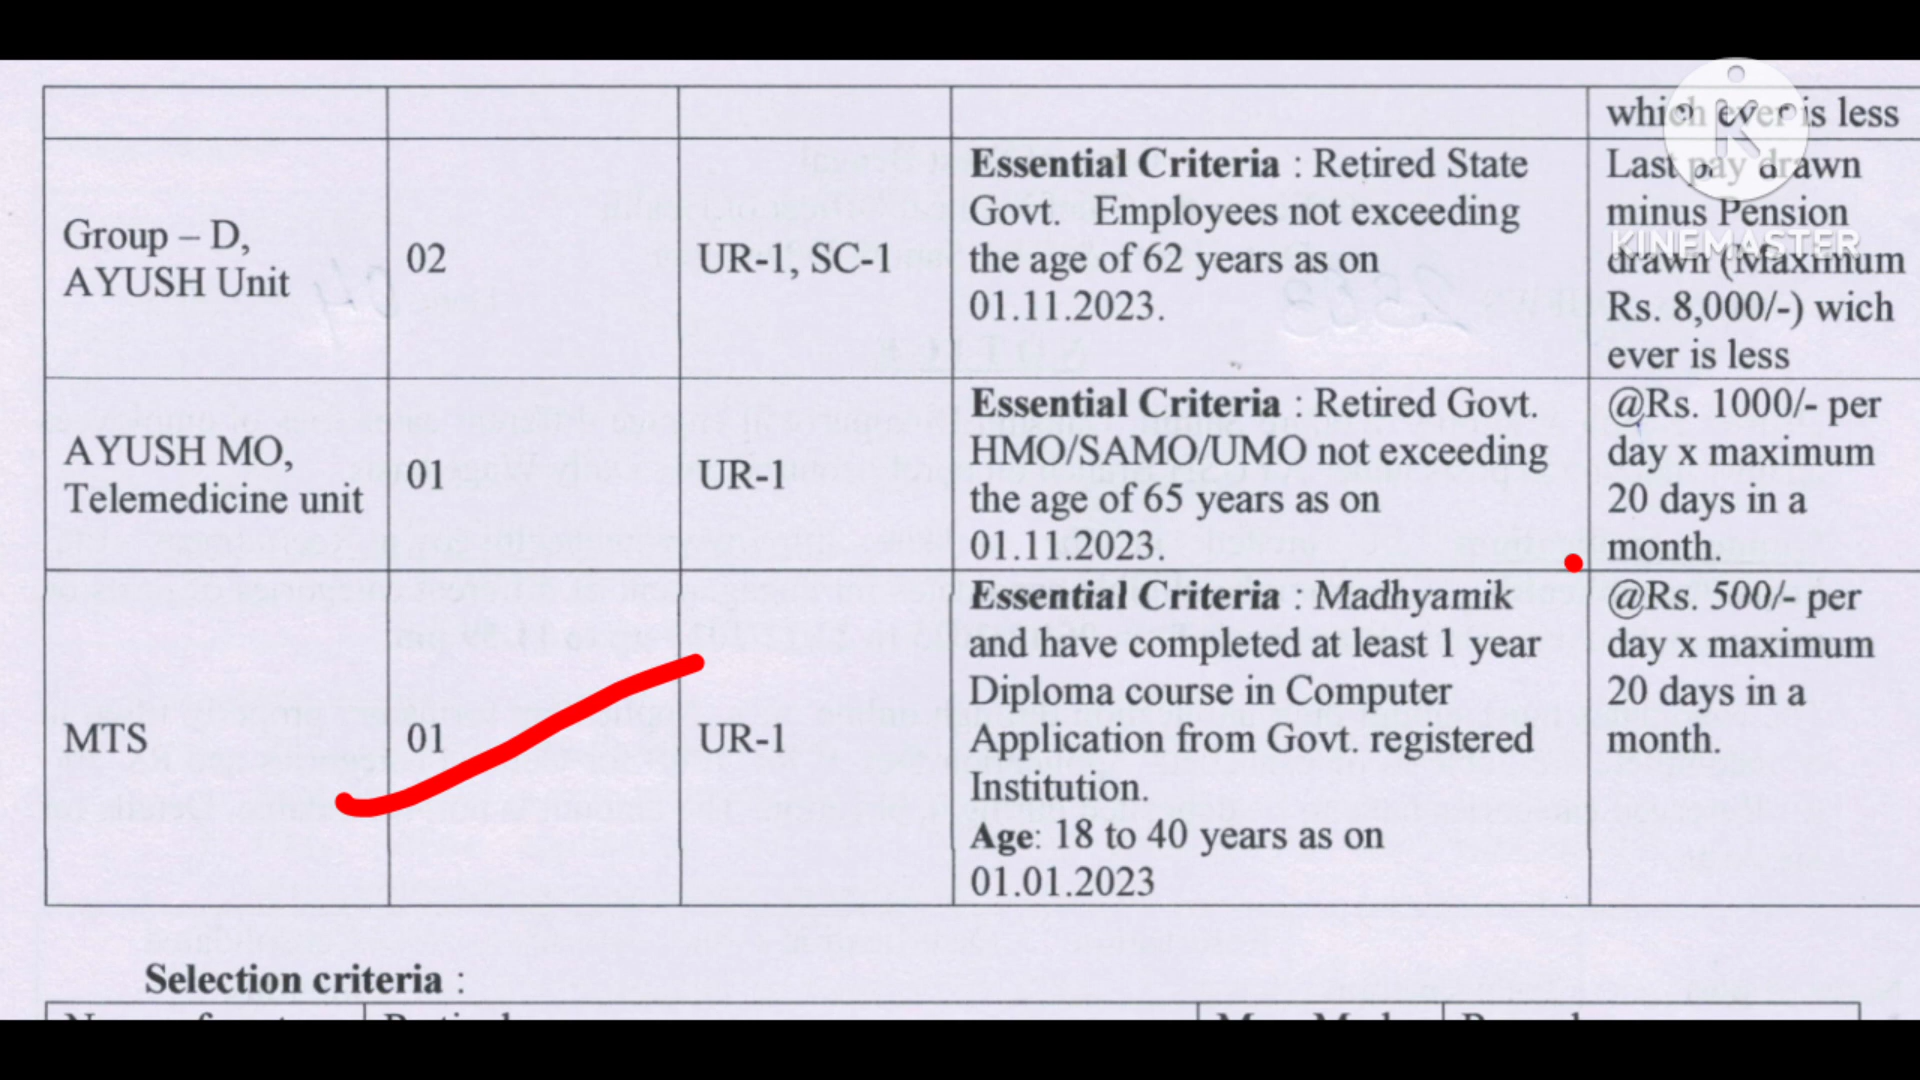 which ever is less
Group – D,
AYUSH Unit
02
UR-1, SC-1
Essential Criteria : Retired State
Govt. Employees not exceeding
the age of 62 years as on
01.11.2023.
Last pay drawn
minus Pension
drawn (Maximum
Rs. 8,000/-) wich
ever is less
KINEMASTER
AYUSH MO,
Telemedicine unit
01
UR-1
Essential Criteria : Retired Govt.
HMO/SAMO/UMO not exceeding
the age of 65 years as on
01.11.2023.
@Rs. 1000/- per
day x maximum
20 days in a
month.
MTS
01
UR-1
Essential Criteria : Madhyamik
and have completed at least 1 year
Diploma course in Computer
Application from Govt. registered
Institution.
Age: 18 to 40 years as on
01.01.2023
@Rs. 500/- per
day x maximum
20 days in a
month.
Selection criteria :